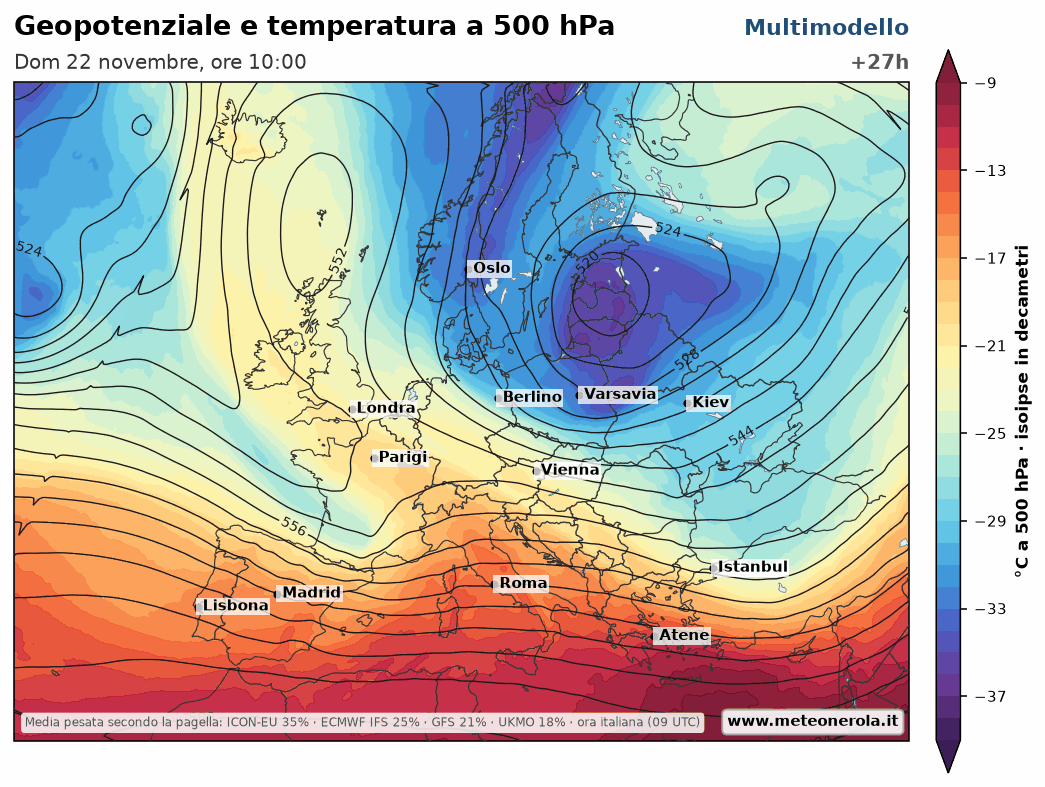 Geopotenziale e temperatura a 500 hPa
Multimodello
Dom 22 novembre, ore 10:00
+27h
−9
−13
−17
−21
−25
−29
−33
−37
°C a 500 hPa · isoipse in decametri
524
552
524
520
528
544
556
Oslo
Berlino
Varsavia
Kiev
Londra
Parigi
Vienna
Istanbul
Roma
Madrid
Lisbona
Atene
Media pesata secondo la pagella: ICON-EU 35% · ECMWF IFS 25% · GFS 21% · UKMO 18% · ora italiana (09 UTC)
www.meteonerola.it